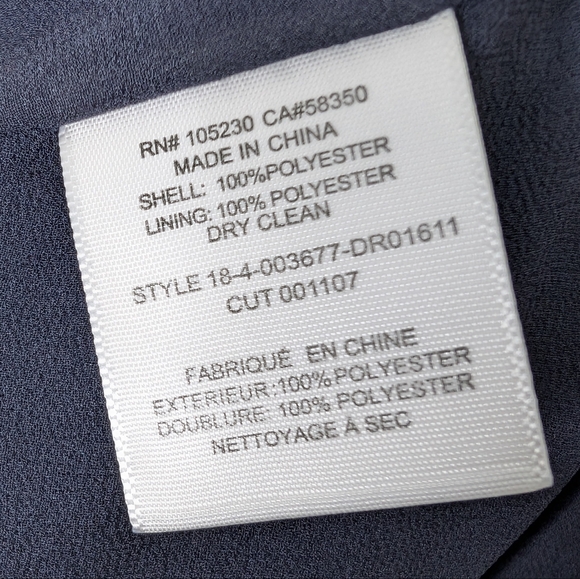 RN# 105230 CA#58350
MADE IN CHINA
SHELL: 100%POLYESTER
LINING: 100% POLYESTER
DRY CLEAN
STYLE 18-4-003677-DR01611
CUT 001107
FABRIQUÉ EN CHINE
EXTERIEUR:100% POLYESTER
DOUBLURE: 100% POLYESTER
NETTOYAGE À SEC